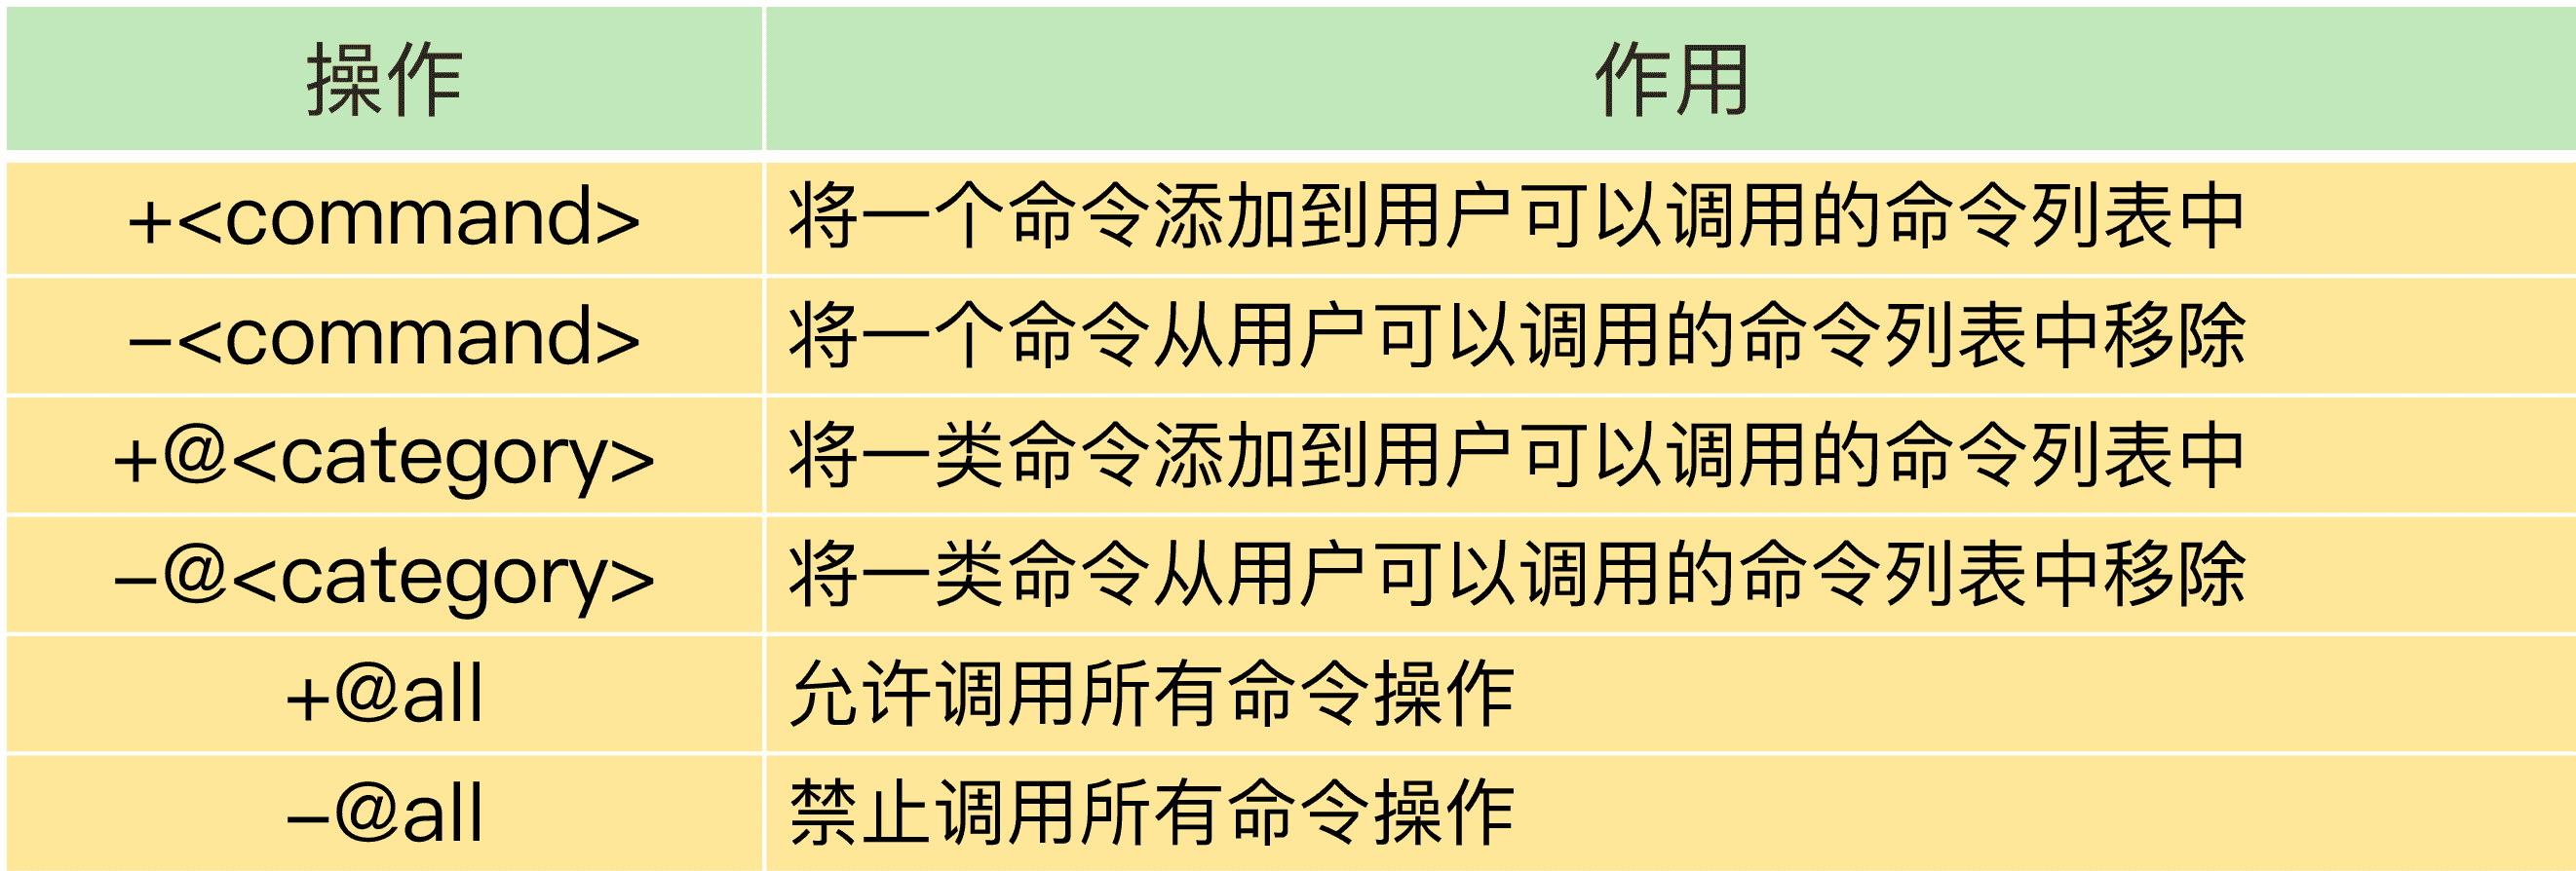 操作 作用
+<command> 将一个命令添加到用户可以调用的命令列表中
–<command> 将一个命令从用户可以调用的命令列表中移除
+@<category> 将一类命令添加到用户可以调用的命令列表中
–@<category> 将一类命令从用户可以调用的命令列表中移除
+@all 允许调用所有命令操作
–@all 禁止调用所有命令操作